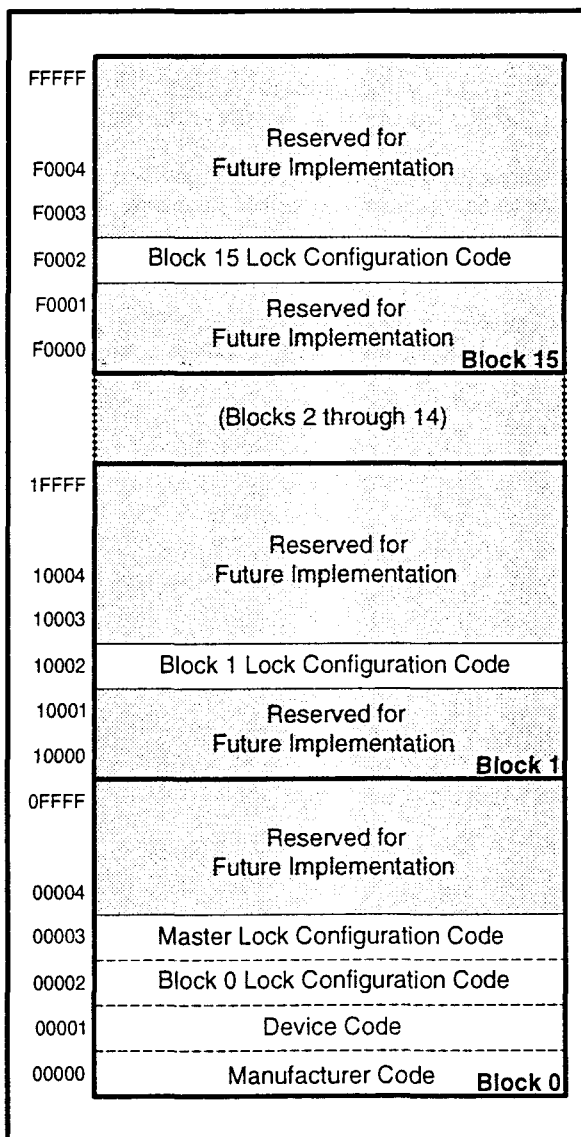 FFFFF
Reserved for
F0004 Future Implementation
F0003
F0002 Block 15 Lock Configuration Code
F0001 Reserved for
Future Implementation
F0000
Block 15
(Blocks 2 through 14)
1FFFF
Reserved for
10004 Future Implementation
10003
10002 Block 1 Lock Configuration Code
10001 Reserved for
Future Implementation
10000
Block 1
0FFFF
Reserved for
Future Implementation
00004
00003 Master Lock Configuration Code
00002 Block 0 Lock Configuration Code
00001 Device Code
00000 Manufacturer Code Block 0